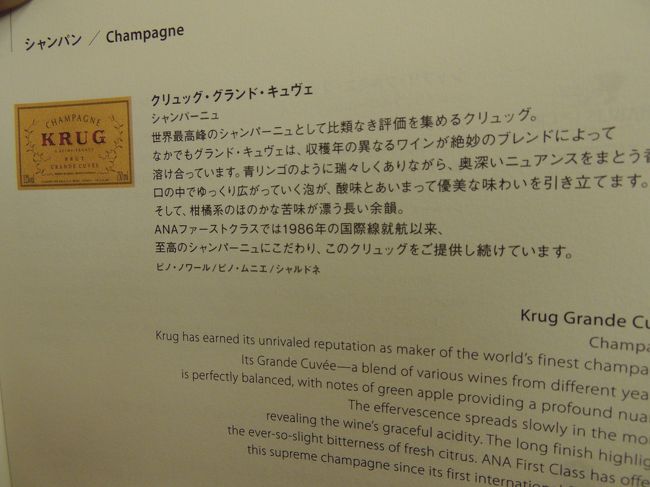 シャンパン / Champagne
CHAMPAGNE
KRUG
BRUT
GRANDE CUVÉE
クリュッグ・グランド・キュヴェ
シャンパーニュ
世界最高峰のシャンパーニュとして比類なき評価を集めるクリュッグ。
なかでもグランド・キュヴェは、収穫年の異なるワインが絶妙のブレンドによって
溶け合っています。青リンゴのように瑞々しくありながら、奥深いニュアンスをまとう香
口の中でゆっくり広がっていく泡が、酸味とあいまって優美な味わいを引き立てます。
そして、柑橘系のほのかな苦味が漂う長い余韻。
ANAファーストクラスでは1986年の国際線就航以来、
至高のシャンパーニュにこだわり、このクリュッグをご提供し続けています。
ピノ・ノワール/ピノ・ムニエ/シャルドネ
Krug Grande Cu
Champa
Krug has earned its unrivaled reputation as maker of the world's finest champa
Its Grande Cuvée—a blend of various wines from different yea
is perfectly balanced, with notes of green apple providing a profound nua
The effervescence spreads slowly in the mo
revealing the wine's graceful acidity. The long finish highlig
the ever-so-slight bitterness of fresh citrus. ANA First Class has offe
this supreme champagne since its first international